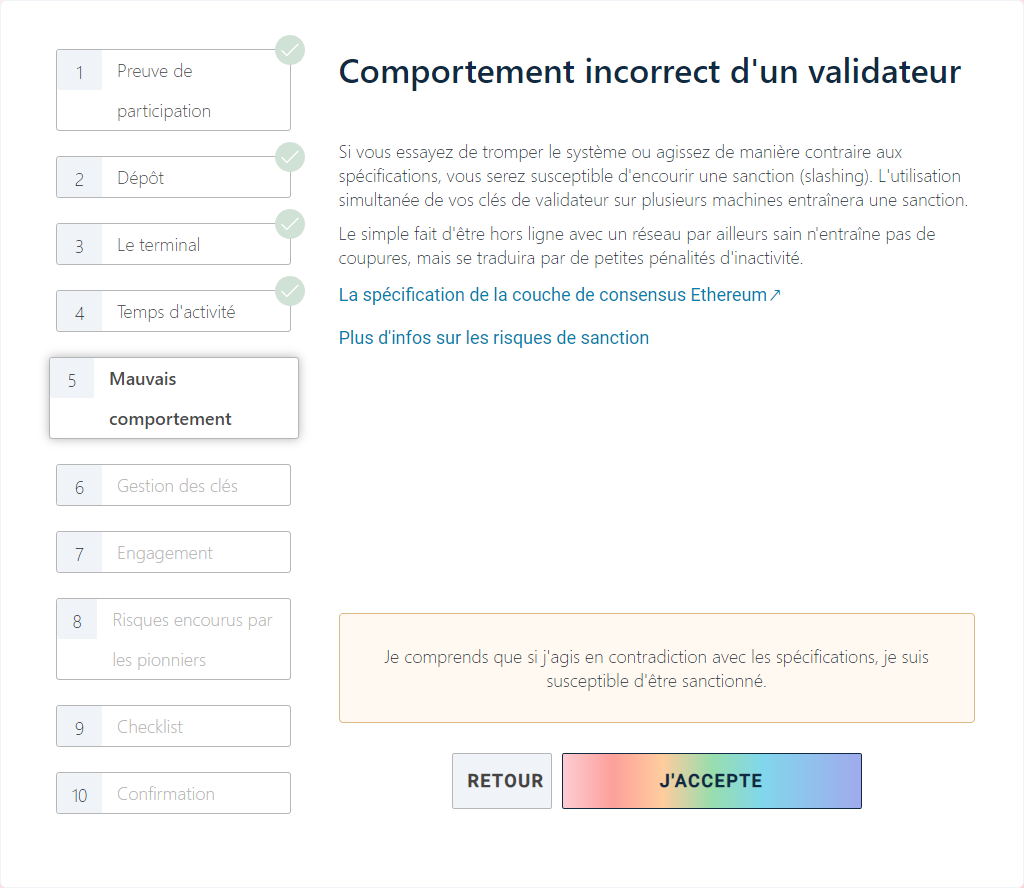 1
Preuve de
participation
2
Dépôt
3
Le terminal
4
Temps d'activité
5
Mauvais
comportement
6
Gestion des clés
7
Engagement
8
Risques encourus par
les pionniers
9
Checklist
10
Confirmation
Comportement incorrect d'un validateur
Si vous essayez de tromper le système ou agissez de manière contraire aux
spécifications, vous serez susceptible d'encourir une sanction (slashing). L'utilisation
simultanée de vos clés de validateur sur plusieurs machines entraînera une sanction.
Le simple fait d'être hors ligne avec un réseau par ailleurs sain n'entraîne pas de
coupures, mais se traduira par de petites pénalités d'inactivité.
La spécification de la couche de consensus Ethereum↗
Plus d'infos sur les risques de sanction
Je comprends que si j'agis en contradiction avec les spécifications, je suis
susceptible d'être sanctionné.
RETOUR
J'ACCEPTE